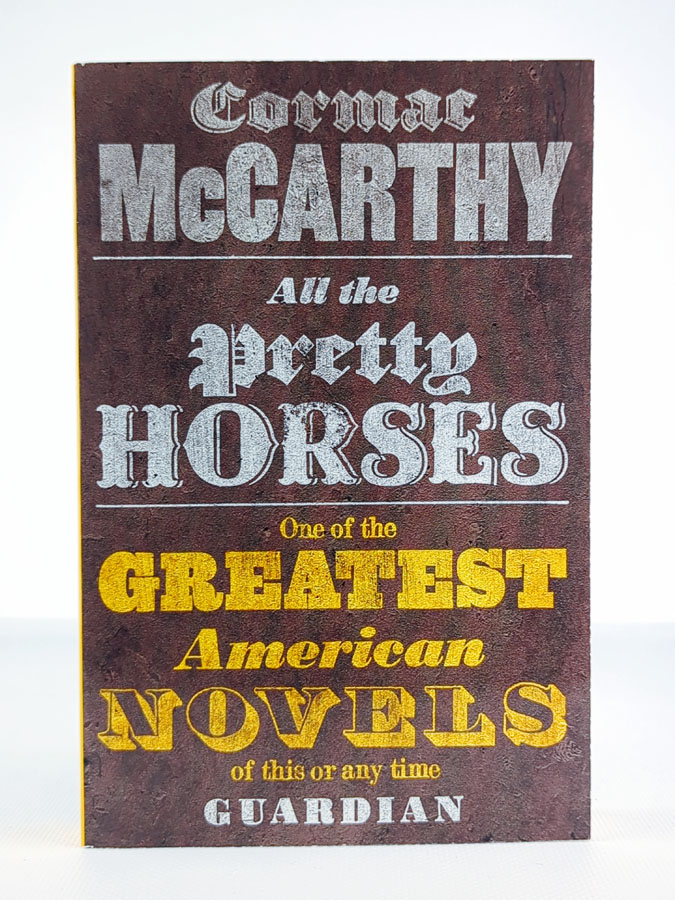 Cormac
McCARTHY
All the
Pretty
HORSES
One of the
GREATEST
American
NOVELS
of this or any time
GUARDIAN